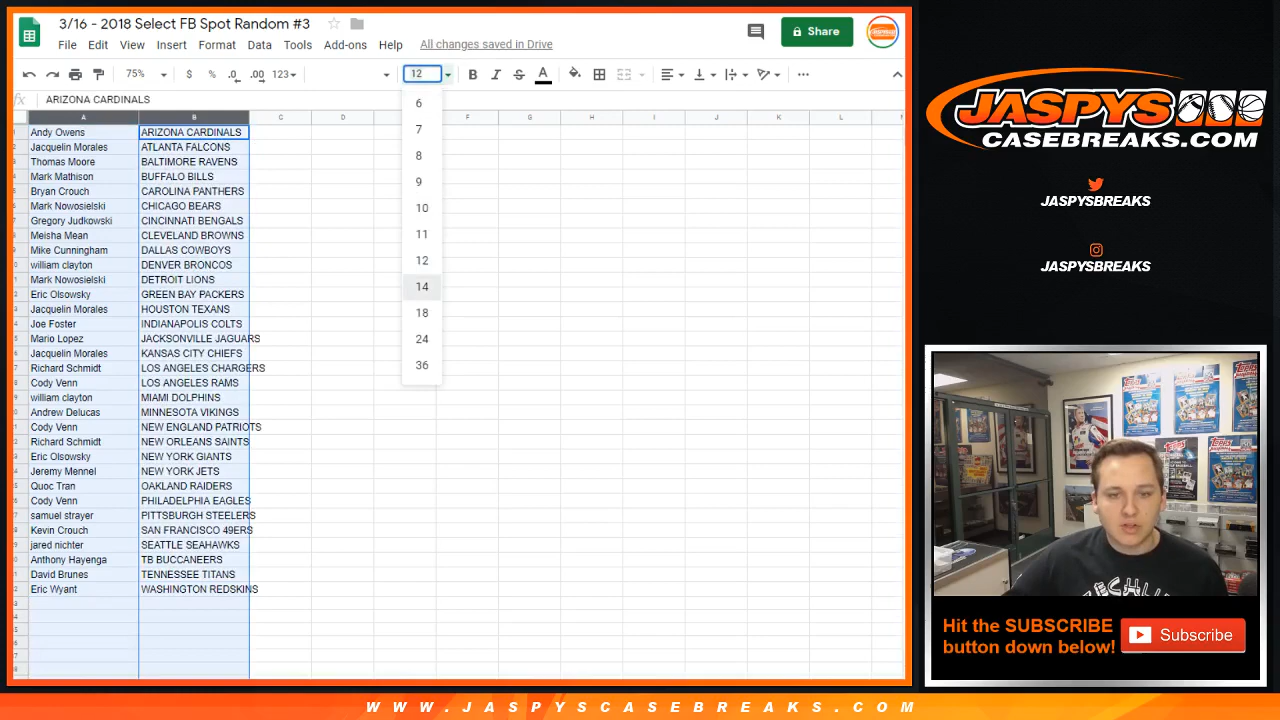 3/16 - 2018 Select FB Spot Random #3
File Edit View Insert Format Data Tools Add-ons Help All changes saved in Drive
Share
75% $ % .0 .00 123 12
fx ARIZONA CARDINALS
A B C D F G H I J K L
Andy Owens ARIZONA CARDINALS
Jacquelin Morales ATLANTA FALCONS
Thomas Moore BALTIMORE RAVENS
Mark Mathison BUFFALO BILLS
Bryan Crouch CAROLINA PANTHERS
Mark Nowosielski CHICAGO BEARS
Gregory Judkowski CINCINNATI BENGALS
Meisha Mean CLEVELAND BROWNS
Mike Cunningham DALLAS COWBOYS
william clayton DENVER BRONCOS
Mark Nowosielski DETROIT LIONS
Eric Olsowsky GREEN BAY PACKERS
Jacquelin Morales HOUSTON TEXANS
Joe Foster INDIANAPOLIS COLTS
Mario Lopez JACKSONVILLE JAGUARS
Jacquelin Morales KANSAS CITY CHIEFS
Richard Schmidt LOS ANGELES CHARGERS
Cody Venn LOS ANGELES RAMS
william clayton MIAMI DOLPHINS
Andrew Delucas MINNESOTA VIKINGS
Cody Venn NEW ENGLAND PATRIOTS
Richard Schmidt NEW ORLEANS SAINTS
Eric Olsowsky NEW YORK GIANTS
Jeremy Mennel NEW YORK JETS
Quoc Tran OAKLAND RAIDERS
Cody Venn PHILADELPHIA EAGLES
samuel strayer PITTSBURGH STEELERS
Kevin Crouch SAN FRANCISCO 49ERS
jared nichter SEATTLE SEAHAWKS
Anthony Hayenga TB BUCCANEERS
David Brunes TENNESSEE TITANS
Eric Wyant WASHINGTON REDSKINS
6
7
8
9
10
11
12
14
18
24
36
JASPYS
CASEBREAKS.COM
JASPYSBREAKS
JASPYSBREAKS
Hit the SUBSCRIBE
button down below!
Subscribe
WWW.JASPYSCASEBREAKS.COM